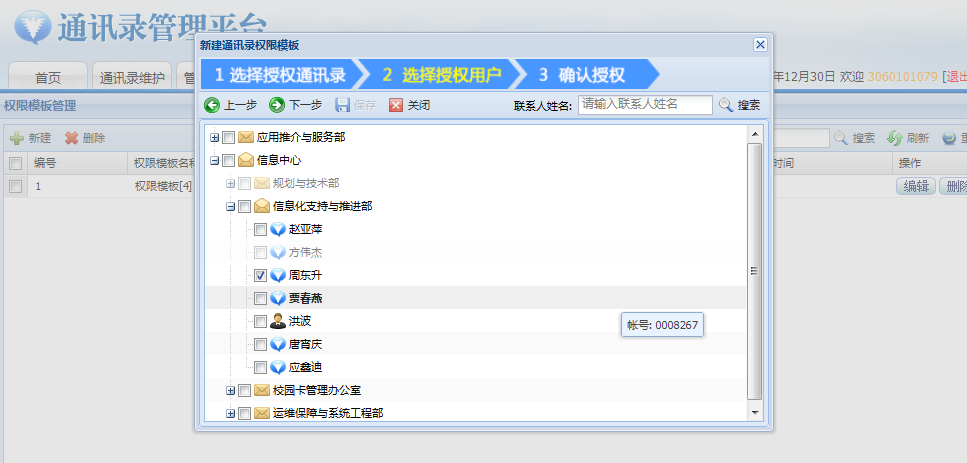 通讯录管理平台
新建通讯录权限模板
首页
通讯录维护
管
1 选择授权通讯录
2 选择授权用户
3 确认授权
年12月30日 欢迎 3060101079 [退出
权限模板管理
上一步
下一步
保存
关闭
联系人姓名:
请输入联系人姓名
搜索
新建
删除
搜索
刷新
重
编号
权限模板名称
时间
操作
1
权限模板[4]
编辑
删除
应用推介与服务部
信息中心
规划与技术部
信息化支持与推进部
赵亚萍
方伟杰
周东升
贾春燕
洪波
唐宵庆
应鑫迪
校园卡管理办公室
运维保障与系统工程部
帐号: 0008267